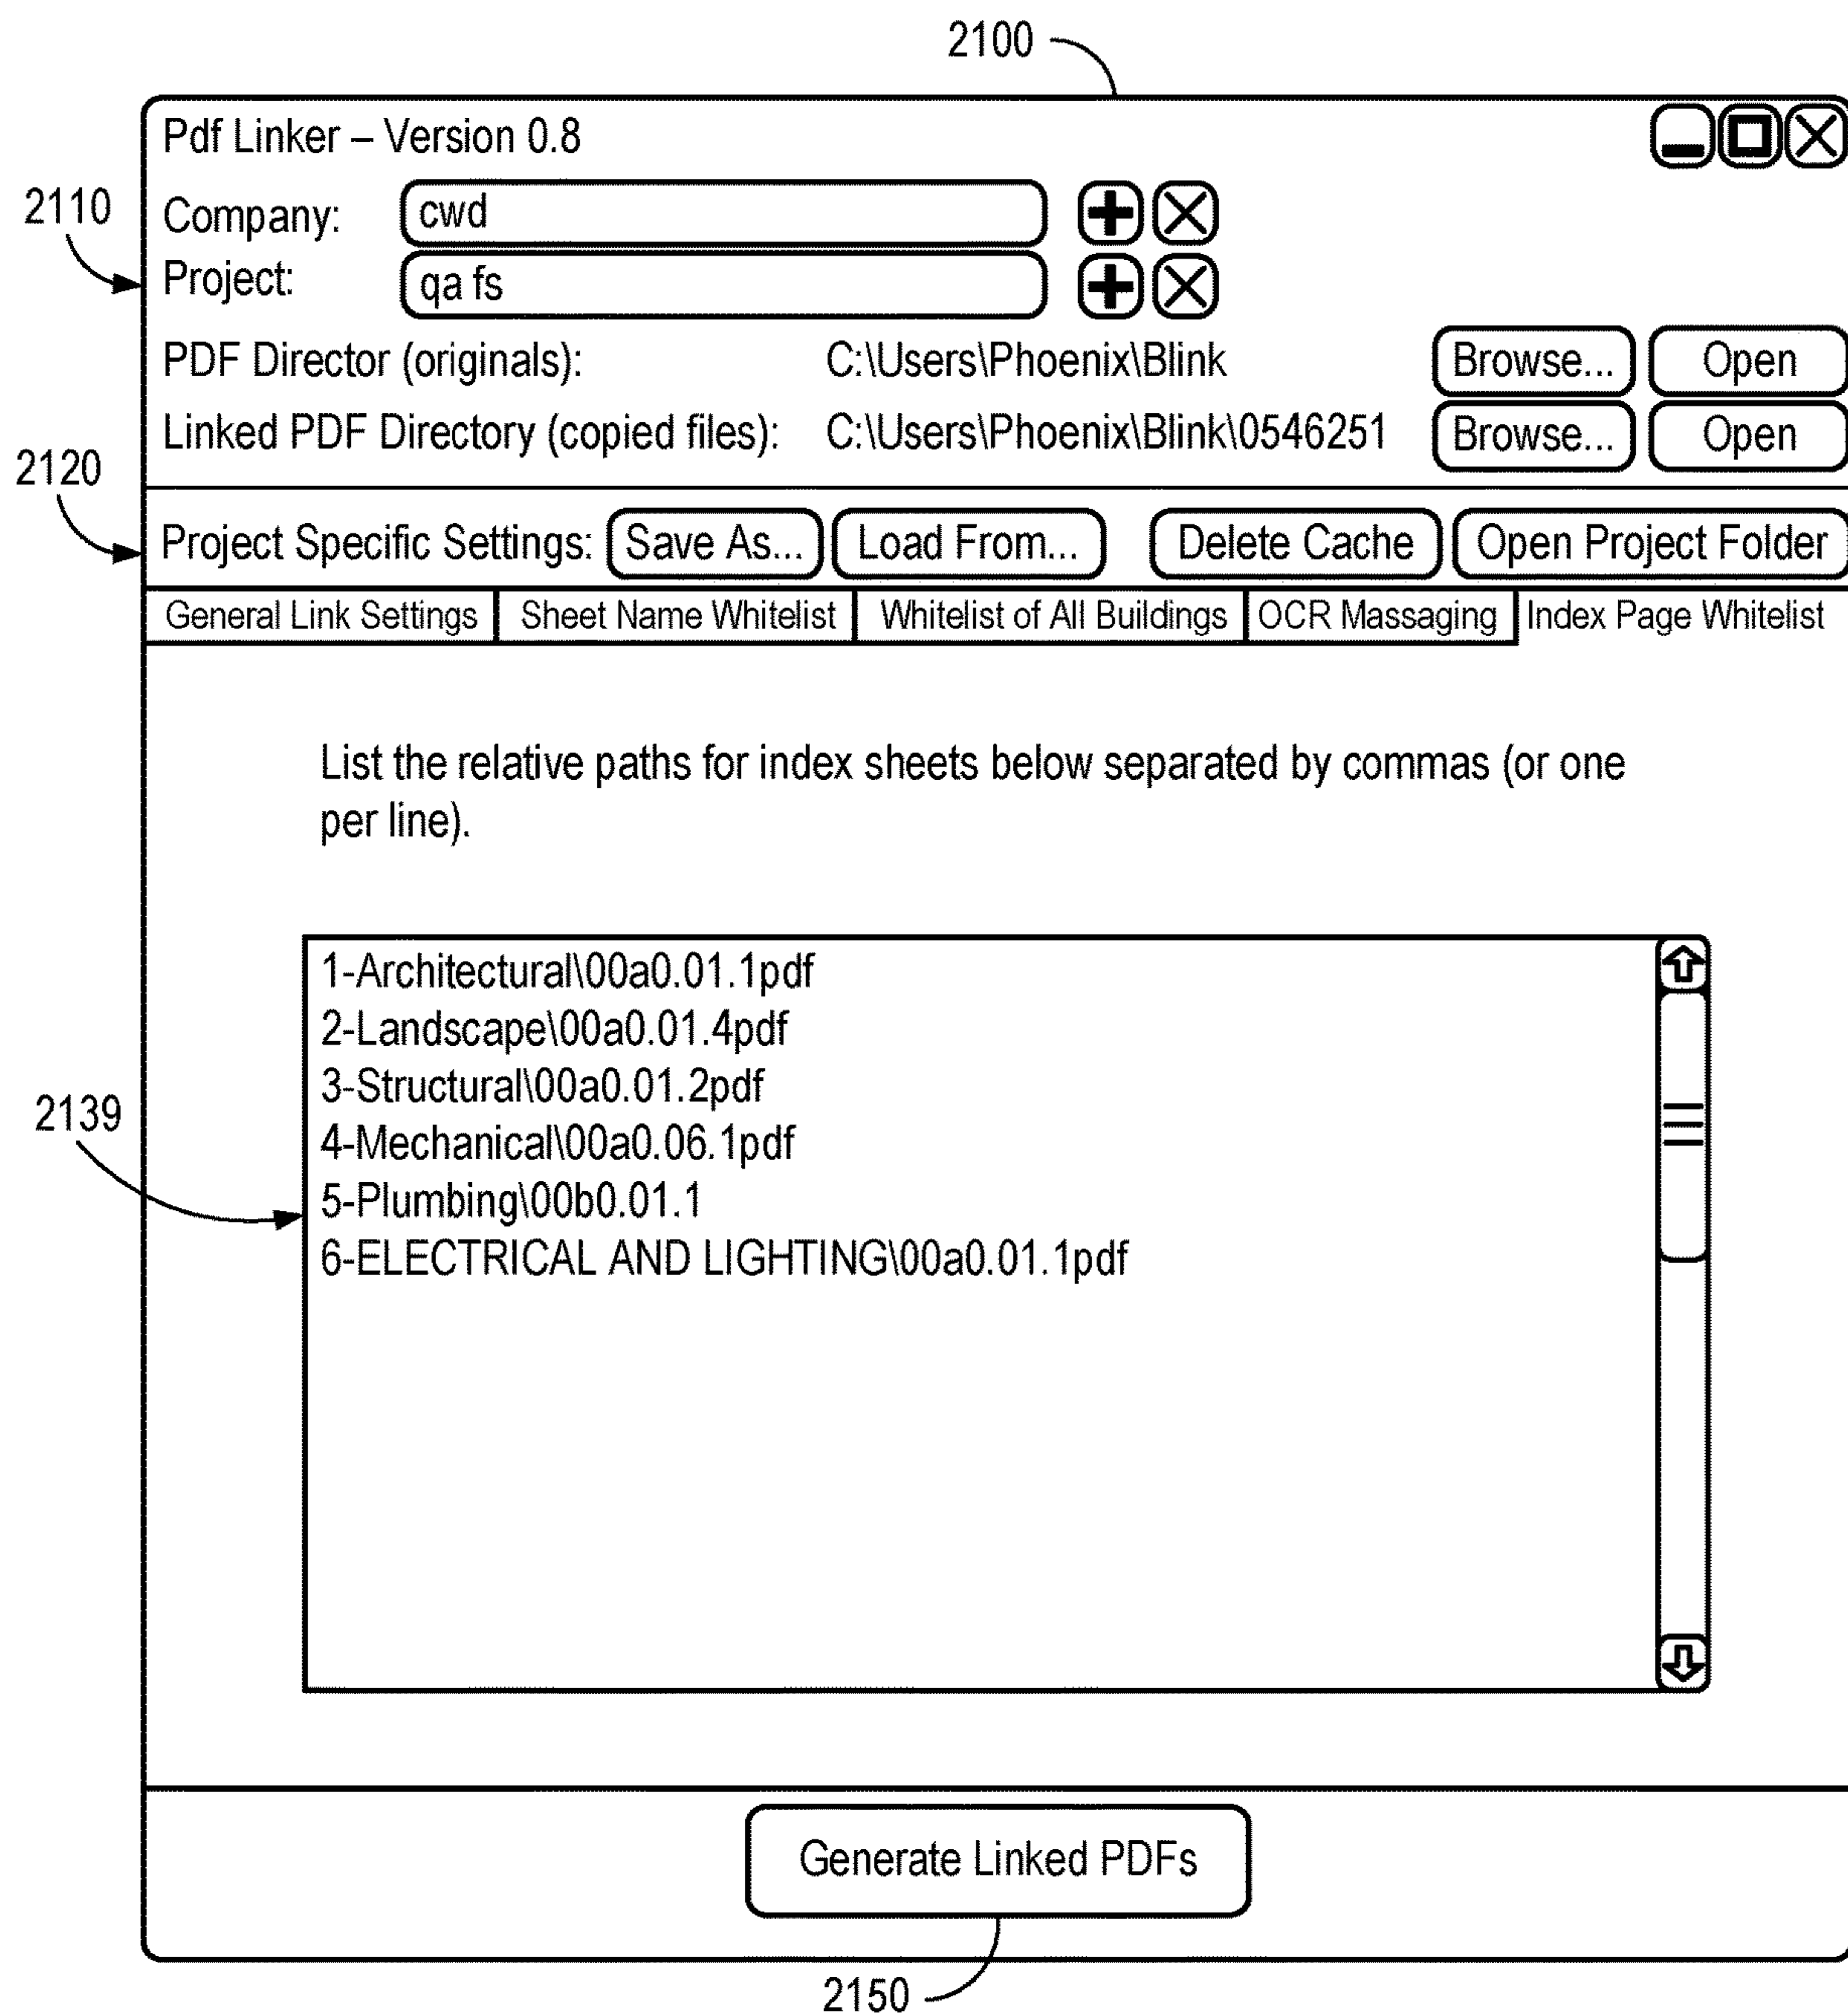 2100
Pdf Linker – Version 0.8
2110
Company: cwd
Project: qa fs
PDF Director (originals): C:\Users\Phoenix\Blink Browse... Open
Linked PDF Directory (copied files): C:\Users\Phoenix\Blink\0546251 Browse... Open
2120
Project Specific Settings: Save As... Load From... Delete Cache Open Project Folder
General Link Settings Sheet Name Whitelist Whitelist of All Buildings OCR Massaging Index Page Whitelist
List the relative paths for index sheets below separated by commas (or one
per line).
1-Architectural\00a0.01.1pdf
2-Landscape\00a0.01.4pdf
3-Structural\00a0.01.2pdf
2139
4-Mechanical\00a0.06.1pdf
5-Plumbing\00b0.01.1
6-ELECTRICAL AND LIGHTING\00a0.01.1pdf
Generate Linked PDFs
2150